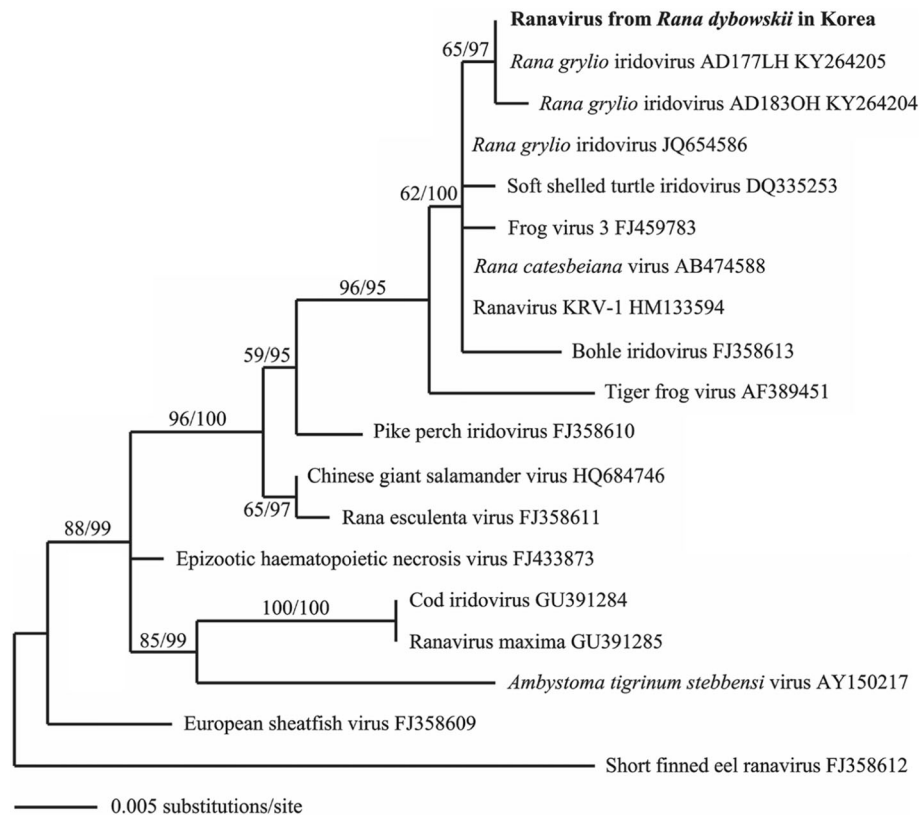 Ranavirus from Rana dybowskii in Korea
65/97
Rana grylio iridovirus AD177LH KY264205
Rana grylio iridovirus AD183OH KY264204
Rana grylio iridovirus JQ654586
Soft shelled turtle iridovirus DQ335253
62/100
Frog virus 3 FJ459783
Rana catesbeiana virus AB474588
96/95
Ranavirus KRV-1 HM133594
59/95
Bohle iridovirus FJ358613
Tiger frog virus AF389451
96/100
Pike perch iridovirus FJ358610
Chinese giant salamander virus HQ684746
65/97
Rana esculenta virus FJ358611
88/99
Epizootic haematopoietic necrosis virus FJ433873
100/100
Cod iridovirus GU391284
85/99
Ranavirus maxima GU391285
Ambystoma tigrinum stebbensi virus AY150217
European sheatfish virus FJ358609
Short finned eel ranavirus FJ358612
0.005 substitutions/site